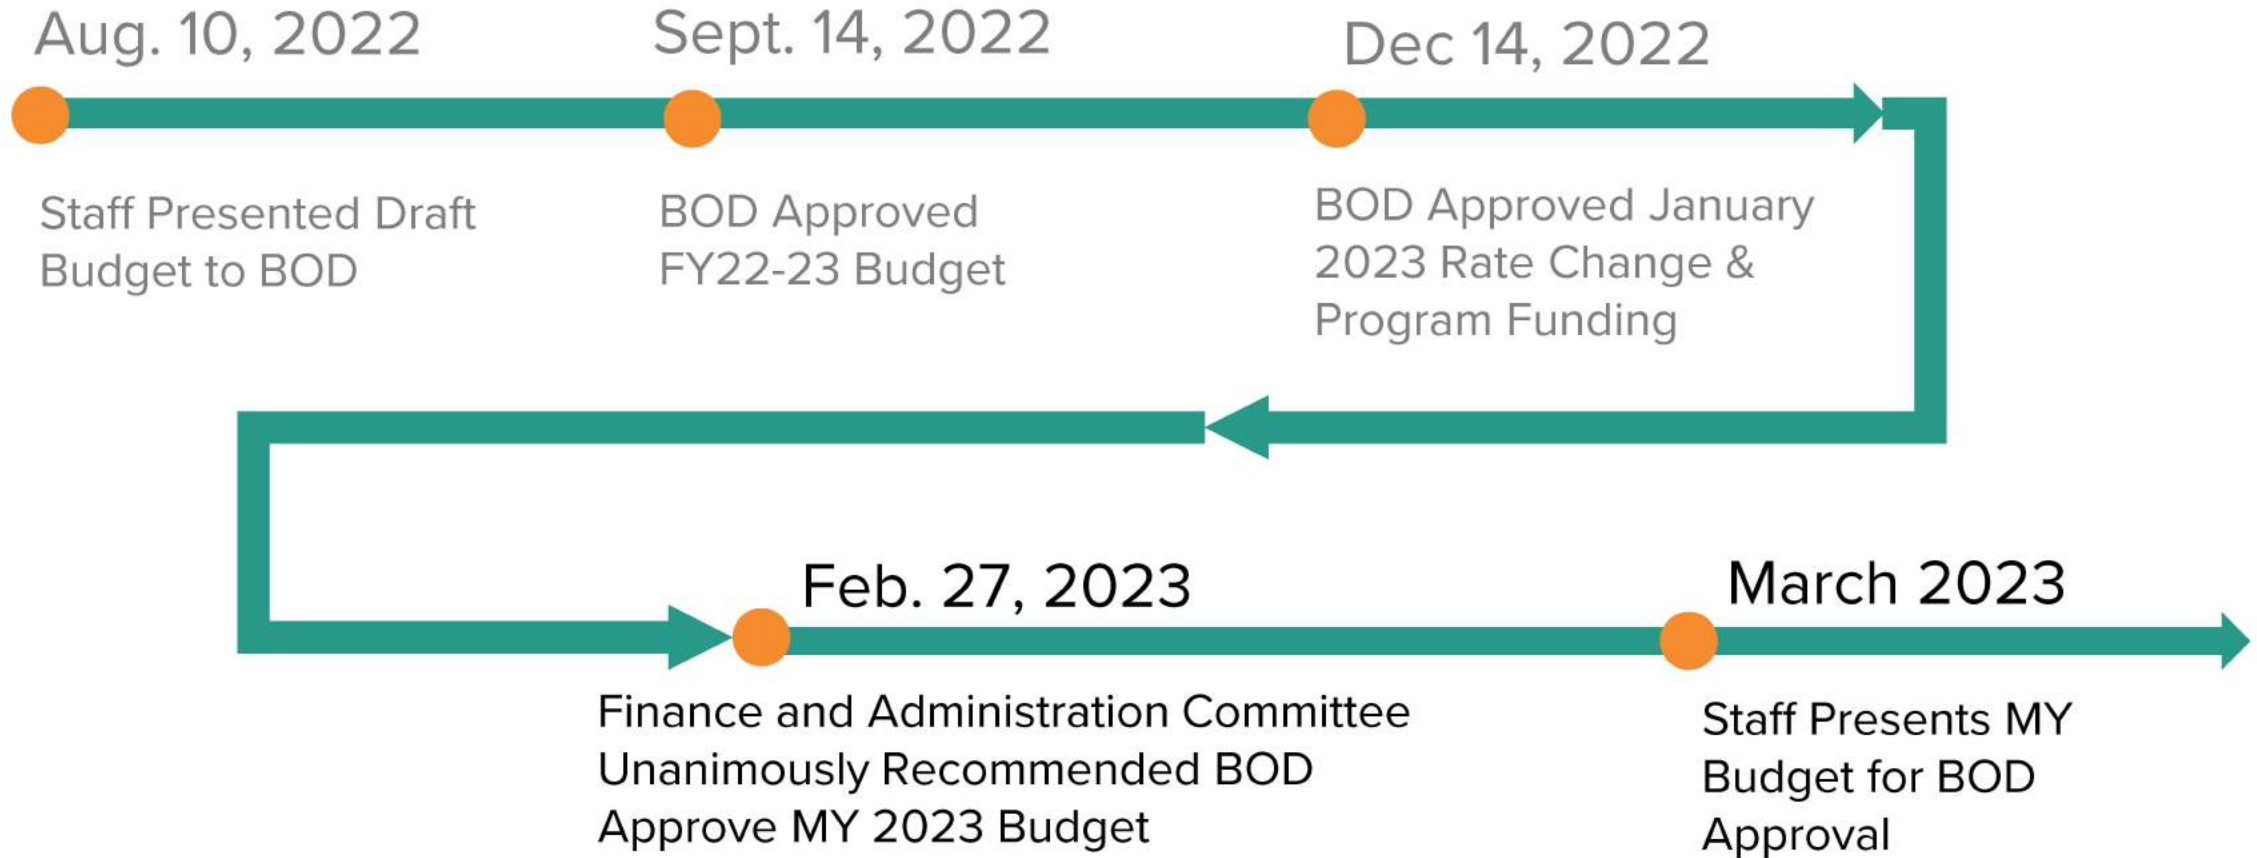 Aug. 10, 2022
Staff Presented Draft
Budget to BOD
Sept. 14, 2022
BOD Approved
FY22-23 Budget
Dec 14, 2022
BOD Approved January
2023 Rate Change &
Program Funding
Feb. 27, 2023
Finance and Administration Committee
Unanimously Recommended BOD
Approve MY 2023 Budget
March 2023
Staff Presents MY
Budget for BOD
Approval